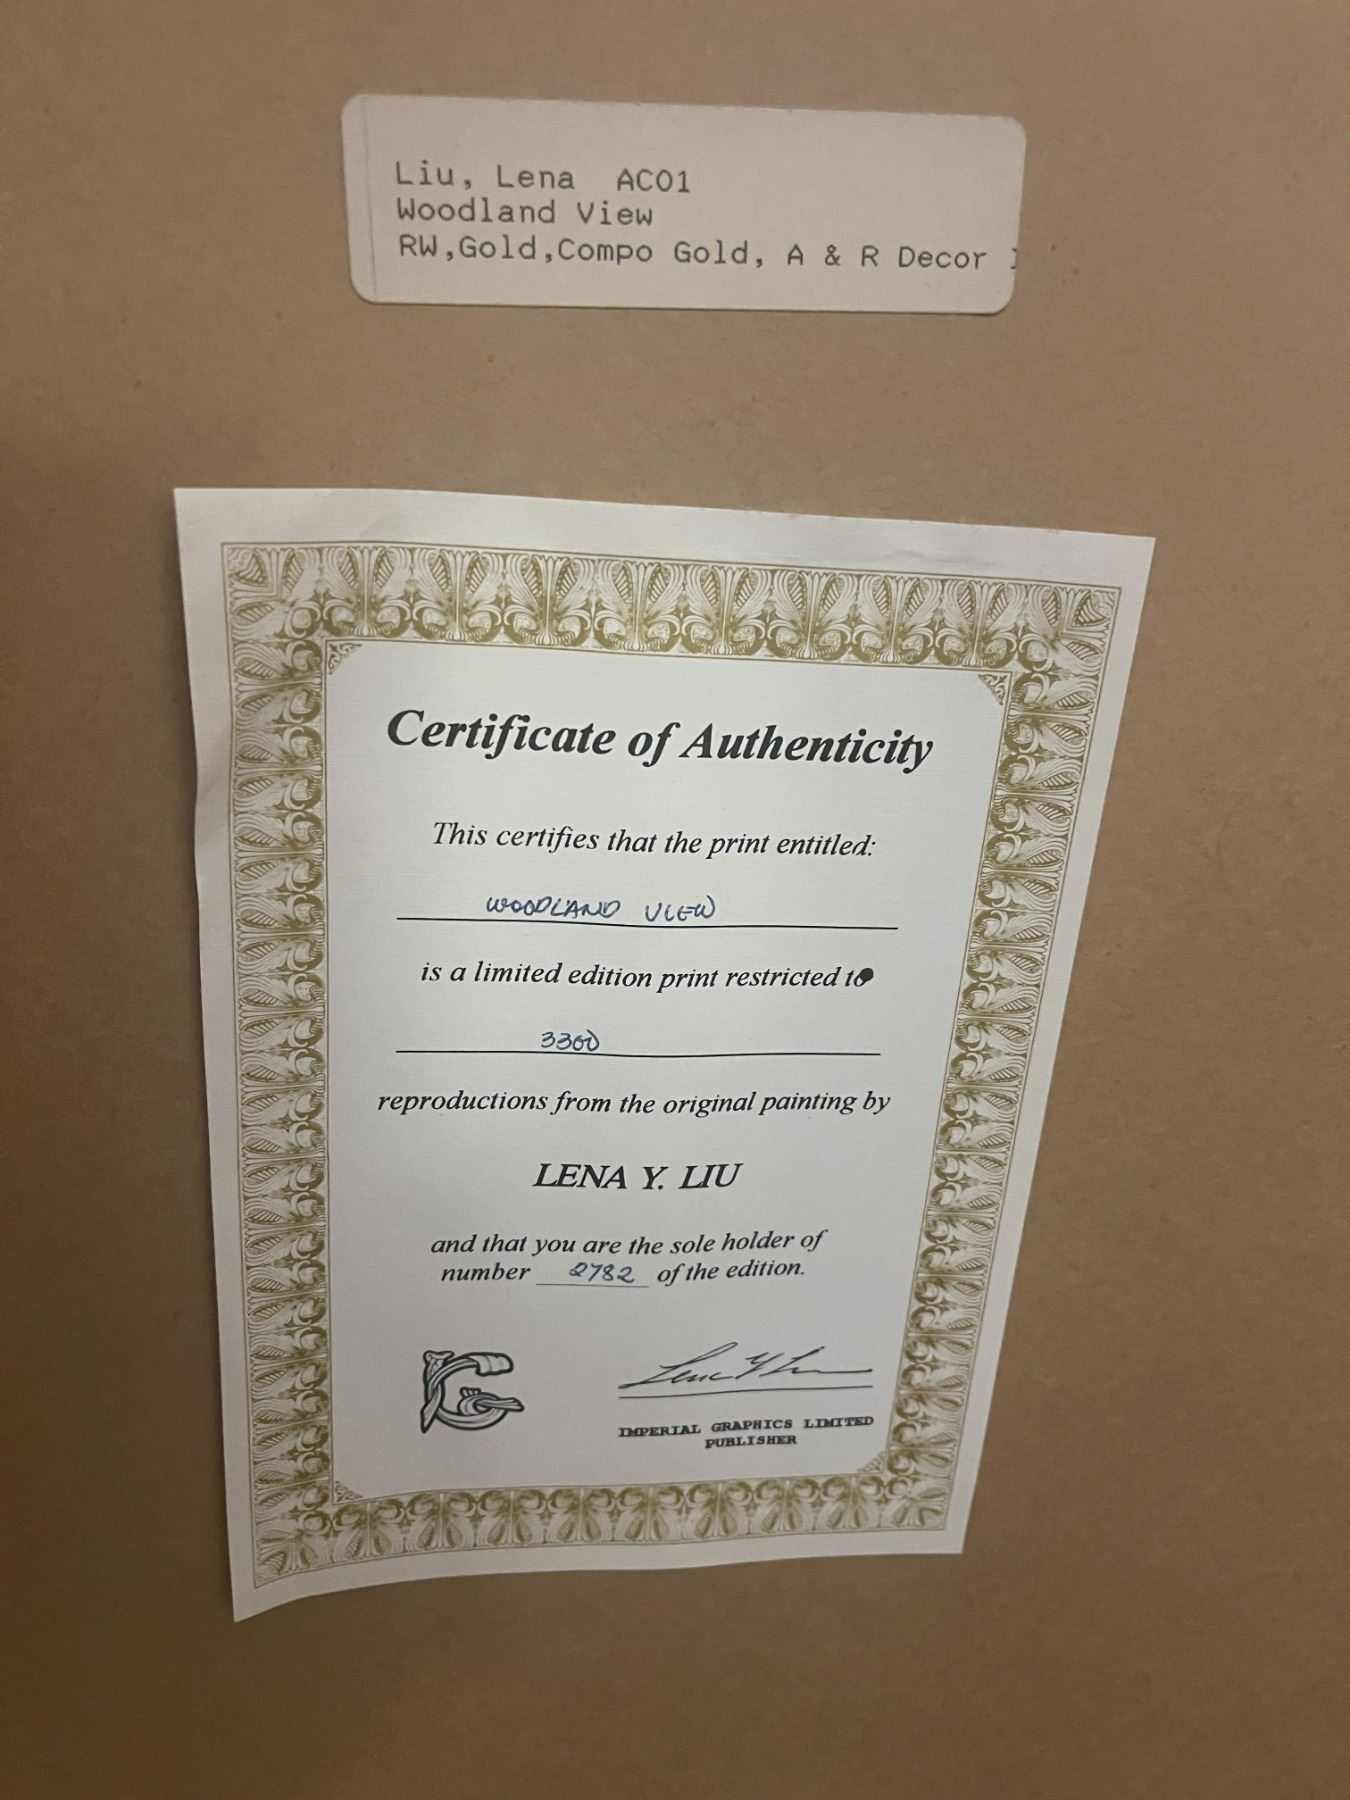 Liu, Lena AC01
Woodland View
RW,Gold,Compo Gold, A & R Decor
Certificate of Authenticity
This certifies that the print entitled:
WOODLAND VIEW
is a limited edition print restricted to
3300
reproductions from the original painting by
LENA Y. LIU
and that you are the sole holder of
number 2782 of the edition.
Lena Y Liu
IMPERIAL GRAPHICS LIMITED
PUBLISHER